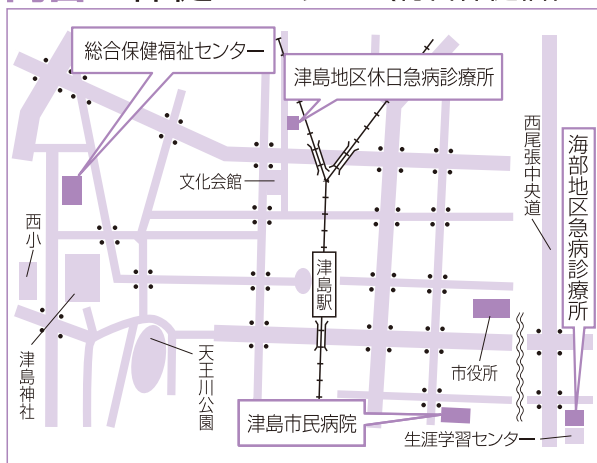 総合保健福祉センター
津島地区休日急病診療所
西尾張中央道
海部地区急病診療所
文化会館
西小
津島駅
市役所
津島神社
天王川公園
津島市民病院
生涯学習センター